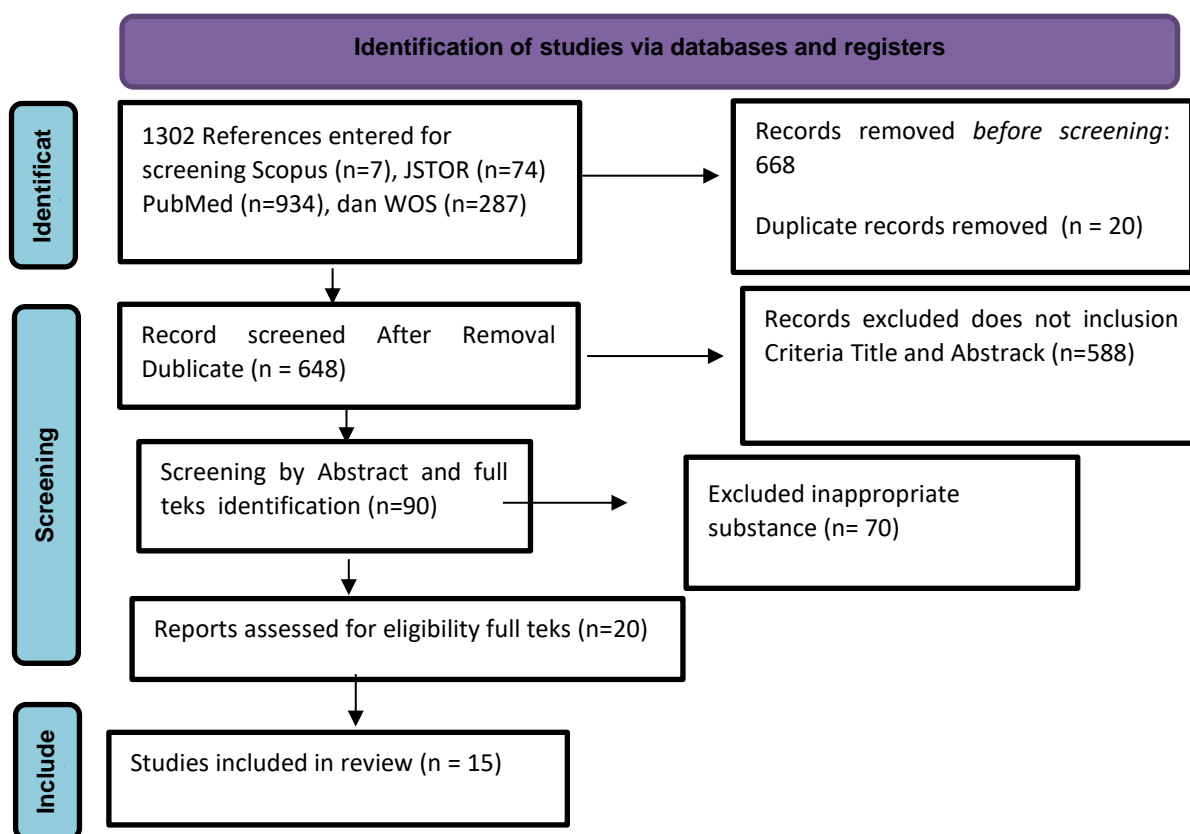 Identification of studies via databases and registers
Identificat
1302 References entered for
screening Scopus (n=7), JSTOR (n=74)
PubMed (n=934), dan WOS (n=287)
Records removed before screening:
668
Duplicate records removed (n = 20)
Screening
Record screened After Removal
Dublicate (n = 648)
Records excluded does not inclusion
Criteria Title and Abstrack (n=588)
Screening by Abstract and full
teks identification (n=90)
Excluded inappropriate
substance (n= 70)
Reports assessed for eligibility full teks (n=20)
Include
Studies included in review (n = 15)